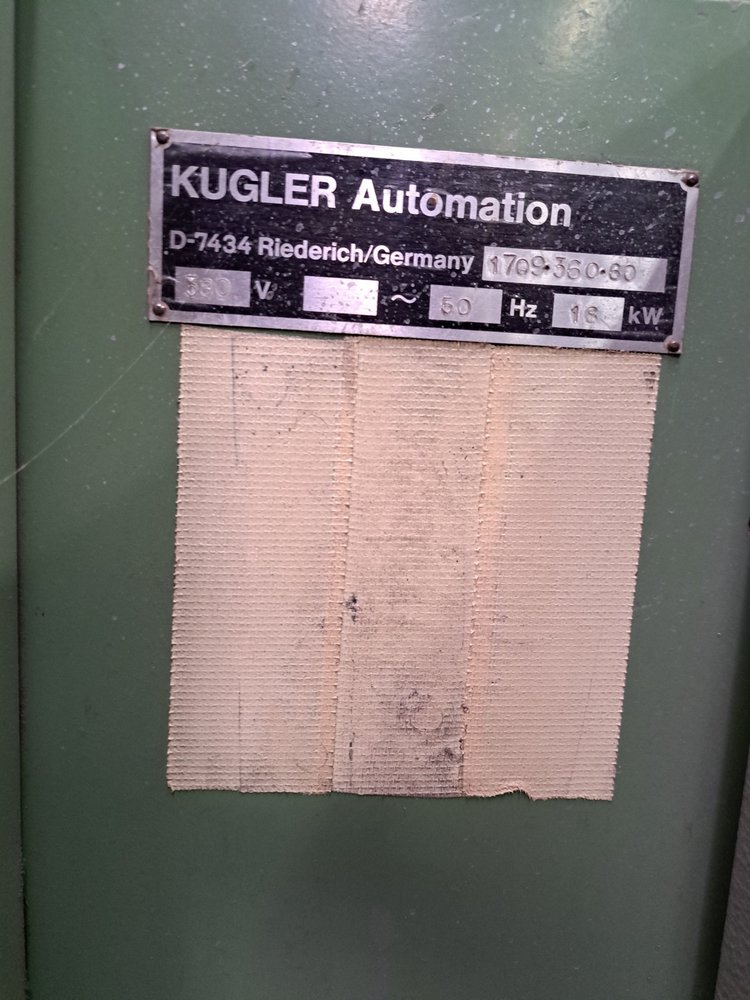 KUGLER Automation
D-7434 Riederich/Germany 1709·360·60
380 V ~ 50 Hz 18 kW